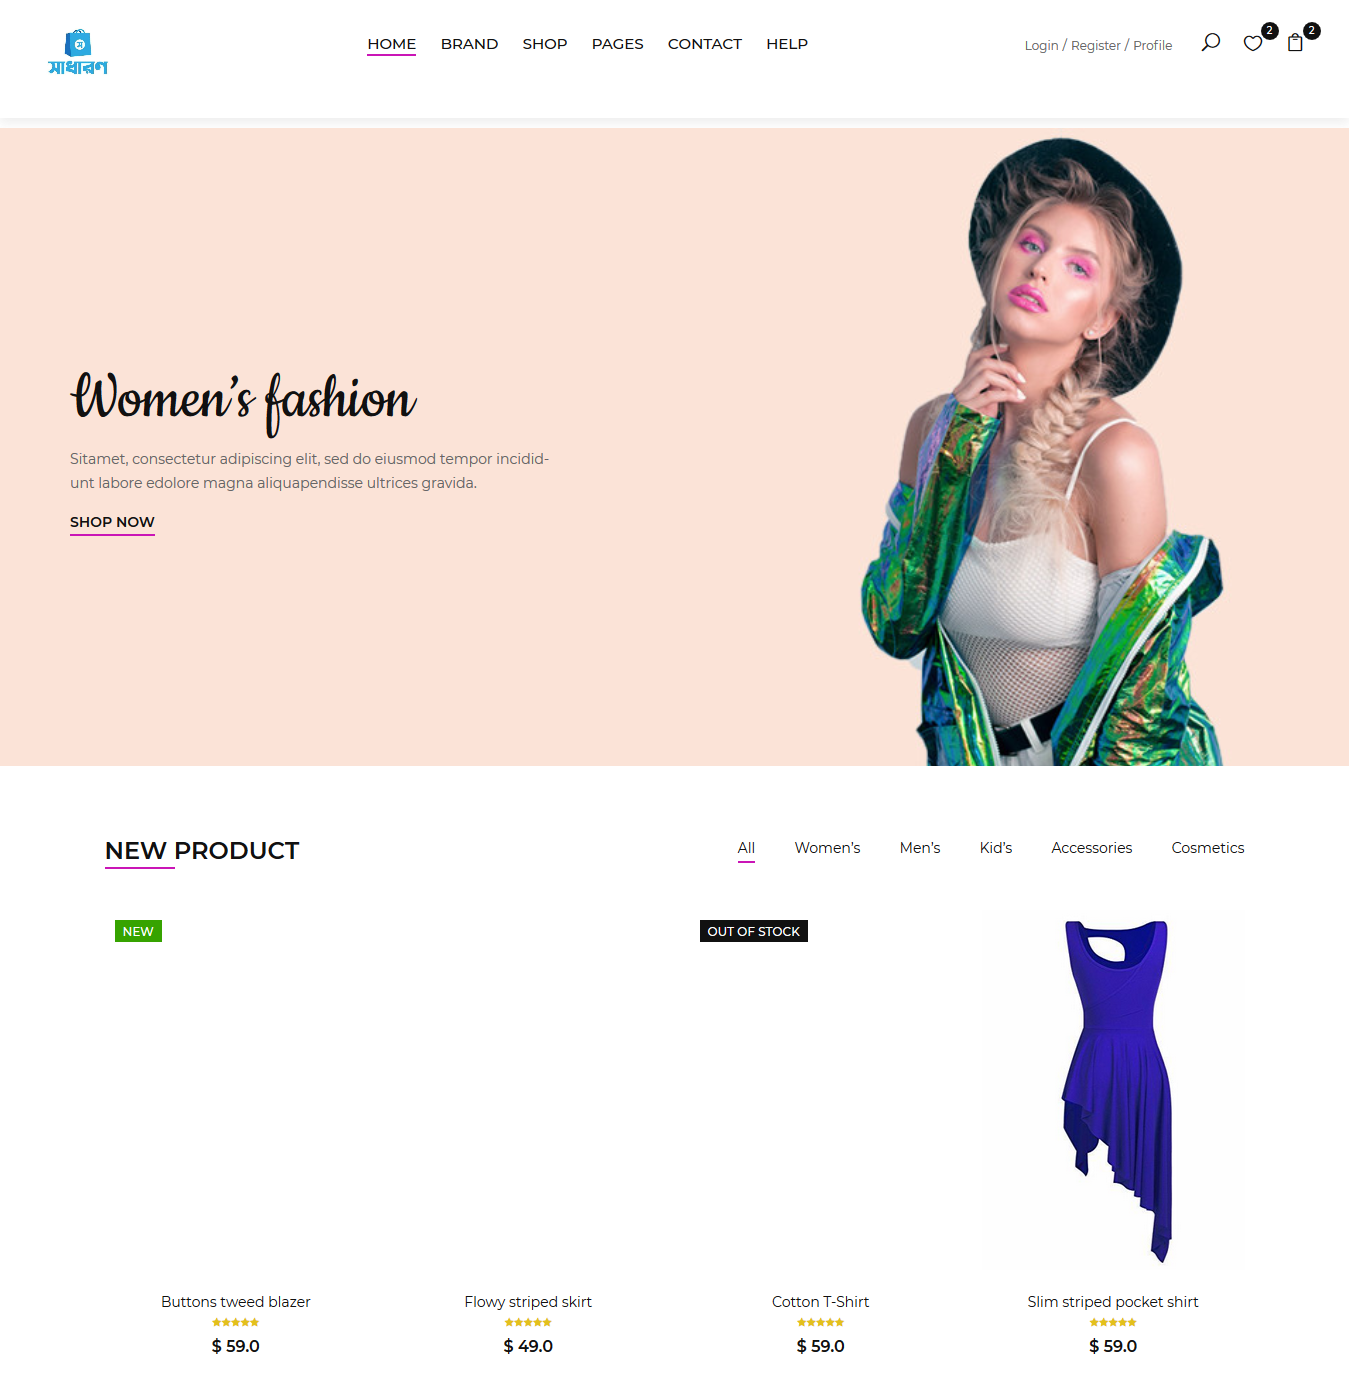 সাধারণ
HOME BRAND SHOP PAGES CONTACT HELP
Login / Register / Profile
2
2
Women's fashion
Sitamet, consectetur adipiscing elit, sed do eiusmod tempor incidid-
unt labore edolore magna aliquapendisse ultrices gravida.
SHOP NOW
NEW PRODUCT
All Women's Men's Kid's Accessories Cosmetics
NEW
OUT OF STOCK
Buttons tweed blazer
$ 59.0
Flowy striped skirt
$ 49.0
Cotton T-Shirt
$ 59.0
Slim striped pocket shirt
$ 59.0